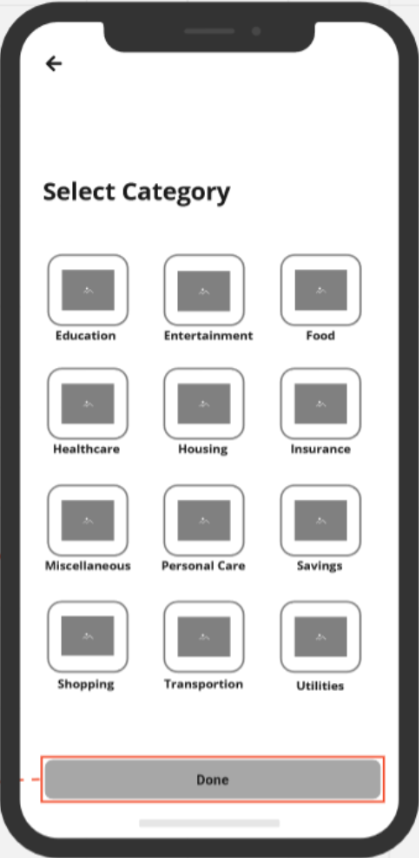 Select Category
Education Entertainment Food
Healthcare Housing Insurance
Miscellaneous Personal Care Savings
Shopping Transportion Utilities
Done